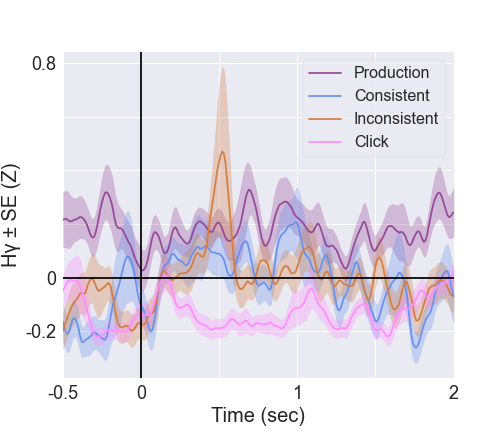 Production
Consistent
Inconsistent
Click
Hγ ± SE (Z)
0.8
0
-0.2
-0.5
0
1
2
Time (sec)